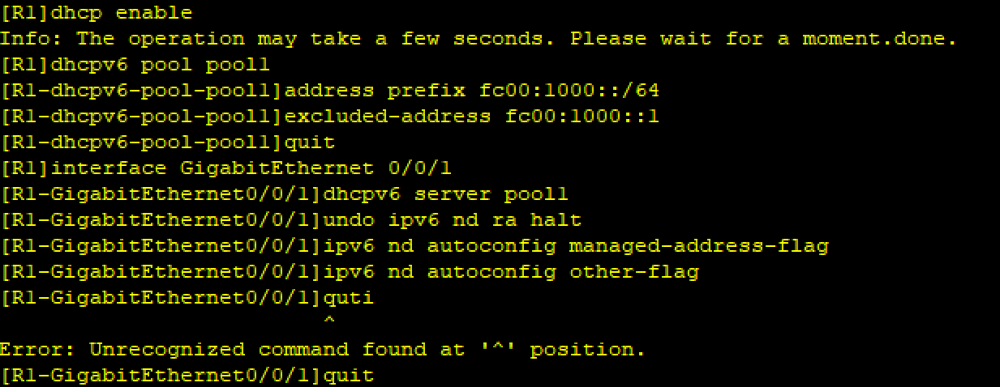 [R1]dhcp enable
Info: The operation may take a few seconds. Please wait for a moment.done.
[R1]dhcpv6 pool pool1
[R1-dhcpv6-pool-pool1]address prefix fc00:1000::/64
[R1-dhcpv6-pool-pool1]excluded-address fc00:1000::1
[R1-dhcpv6-pool-pool1]quit
[R1]interface GigabitEthernet 0/0/1
[R1-GigabitEthernet0/0/1]dhcpv6 server pool1
[R1-GigabitEthernet0/0/1]undo ipv6 nd ra halt
[R1-GigabitEthernet0/0/1]ipv6 nd autoconfig managed-address-flag
[R1-GigabitEthernet0/0/1]ipv6 nd autoconfig other-flag
[R1-GigabitEthernet0/0/1]quti
^
Error: Unrecognized command found at '^' position.
[R1-GigabitEthernet0/0/1]quit